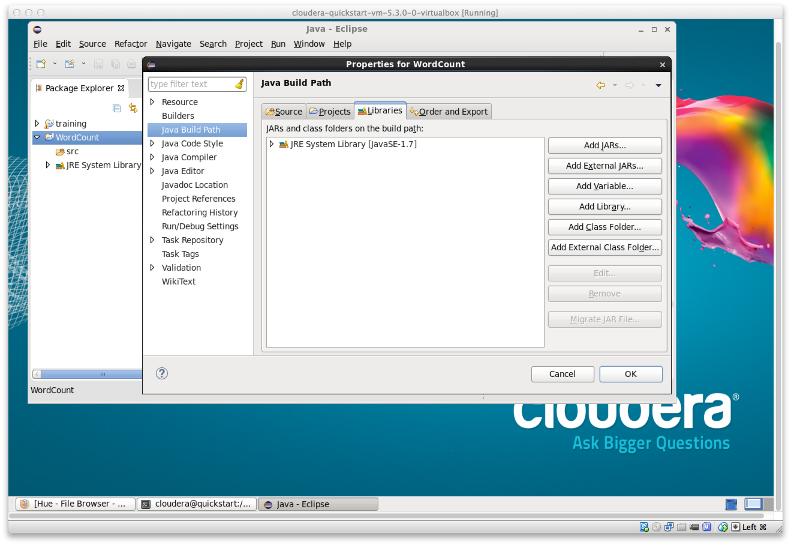 cloudera-quickstart-vm-5.3.0-0-virtualbox [Running]
Java - Eclipse
File Edit Source Refactor Navigate Search Project Run Window Help
Properties for WordCount
Package Explorer
training
WordCount
src
JRE System Library
type filter text
Resource
Builders
Java Build Path
Java Code Style
Java Compiler
Java Editor
Javadoc Location
Project References
Refactoring History
Run/Debug Settings
Task Repository
Task Tags
Validation
WikiText
Java Build Path
Source Projects Libraries Order and Export
JARs and class folders on the build path:
JRE System Library [JavaSE-1.7]
Add JARs...
Add External JARs...
Add Variable...
Add Library...
Add Class Folder...
Add External Class Folder...
Edit...
Remove
Migrate JAR File...
Cancel OK
WordCount
cloudera®
Ask Bigger Questions
[Hue - File Browser - ... cloudera@quickstart:/... Java - Eclipse
Left ⌘